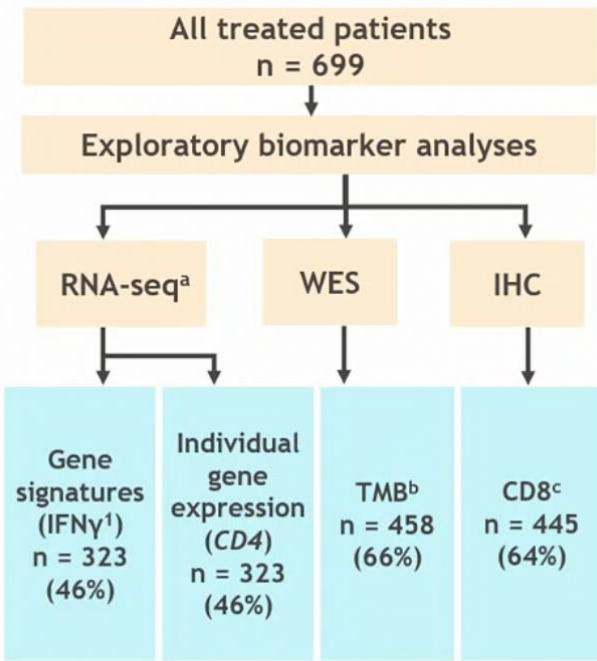 All treated patients
n = 699
Exploratory biomarker analyses
RNA-seqᵃ
WES
IHC
Gene
signatures
(IFNγ¹)
n = 323
(46%)
Individual
gene
expression
(CD4)
n = 323
(46%)
TMBᵇ
n = 458
(66%)
CD8ᶜ
n = 445
(64%)